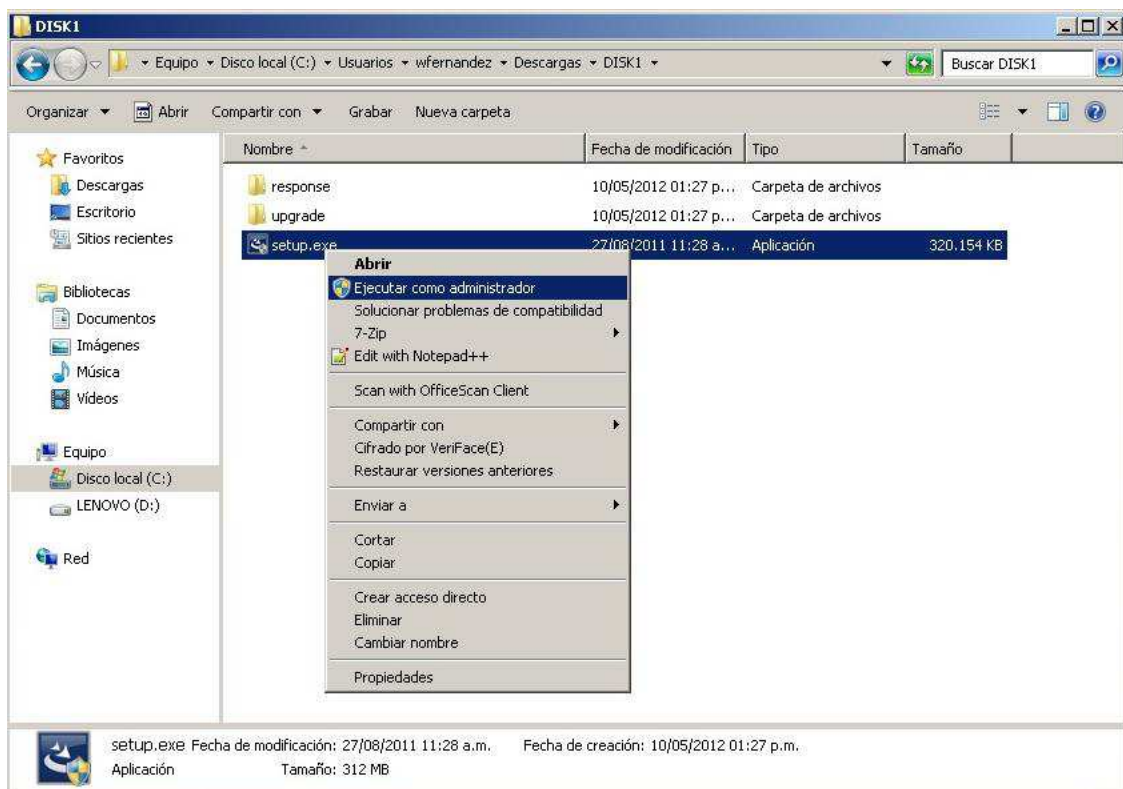 DISK1
Equipo Disco local (C:) Usuarios wfernandez Descargas DISK1 Buscar DISK1
Organizar Abrir Compartir con Grabar Nueva carpeta
Favoritos
Descargas
Escritorio
Sitios recientes
Bibliotecas
Documentos
Imágenes
Música
Vídeos
Equipo
Disco local (C:)
LENOVO (D:)
Red
Nombre Fecha de modificación Tipo Tamaño
response 10/05/2012 01:27 p... Carpeta de archivos
upgrade 10/05/2012 01:27 p... Carpeta de archivos
setup.exe 27/08/2011 11:28 a... Aplicación 320.154 KB
Abrir
Ejecutar como administrador
Solucionar problemas de compatibilidad
7-Zip
Edit with Notepad++
Scan with OfficeScan Client
Compartir con
Cifrado por VeriFace(E)
Restaurar versiones anteriores
Enviar a
Cortar
Copiar
Crear acceso directo
Eliminar
Cambiar nombre
Propiedades
setup.exe Fecha de modificación: 27/08/2011 11:28 a.m. Fecha de creación: 10/05/2012 01:27 p.m.
Aplicación Tamaño: 312 MB